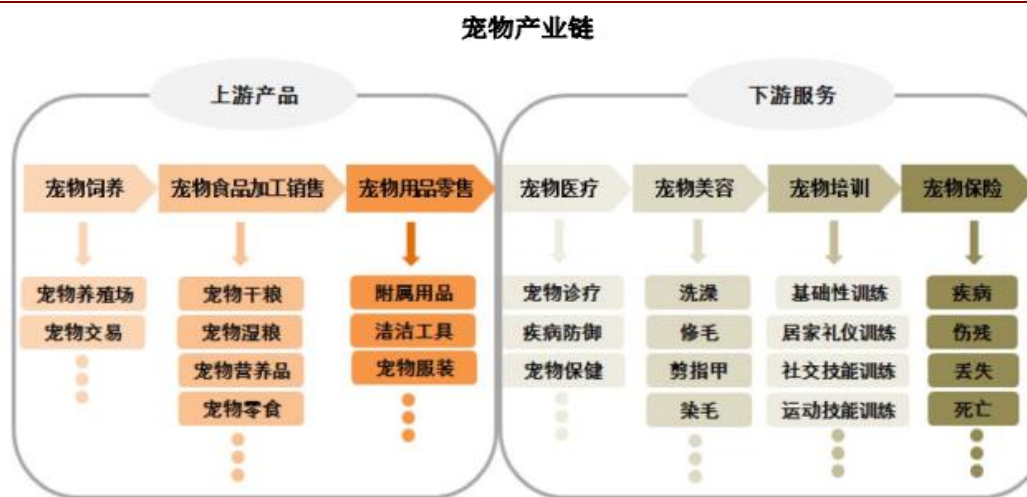 宠物产业链
上游产品
下游服务
宠物饲养
宠物食品加工销售
宠物用品零售
宠物医疗
宠物美容
宠物培训
宠物保险
宠物养殖场
宠物交易
宠物干粮
宠物湿粮
宠物营养品
宠物零食
附属用品
洁洁工具
宠物服装
宠物诊疗
疾病防御
宠物保健
洗澡
修毛
剪指甲
染毛
基础性训练
居家礼仪训练
社交技能训练
运动技能训练
疾病
伤残
丢失
死亡